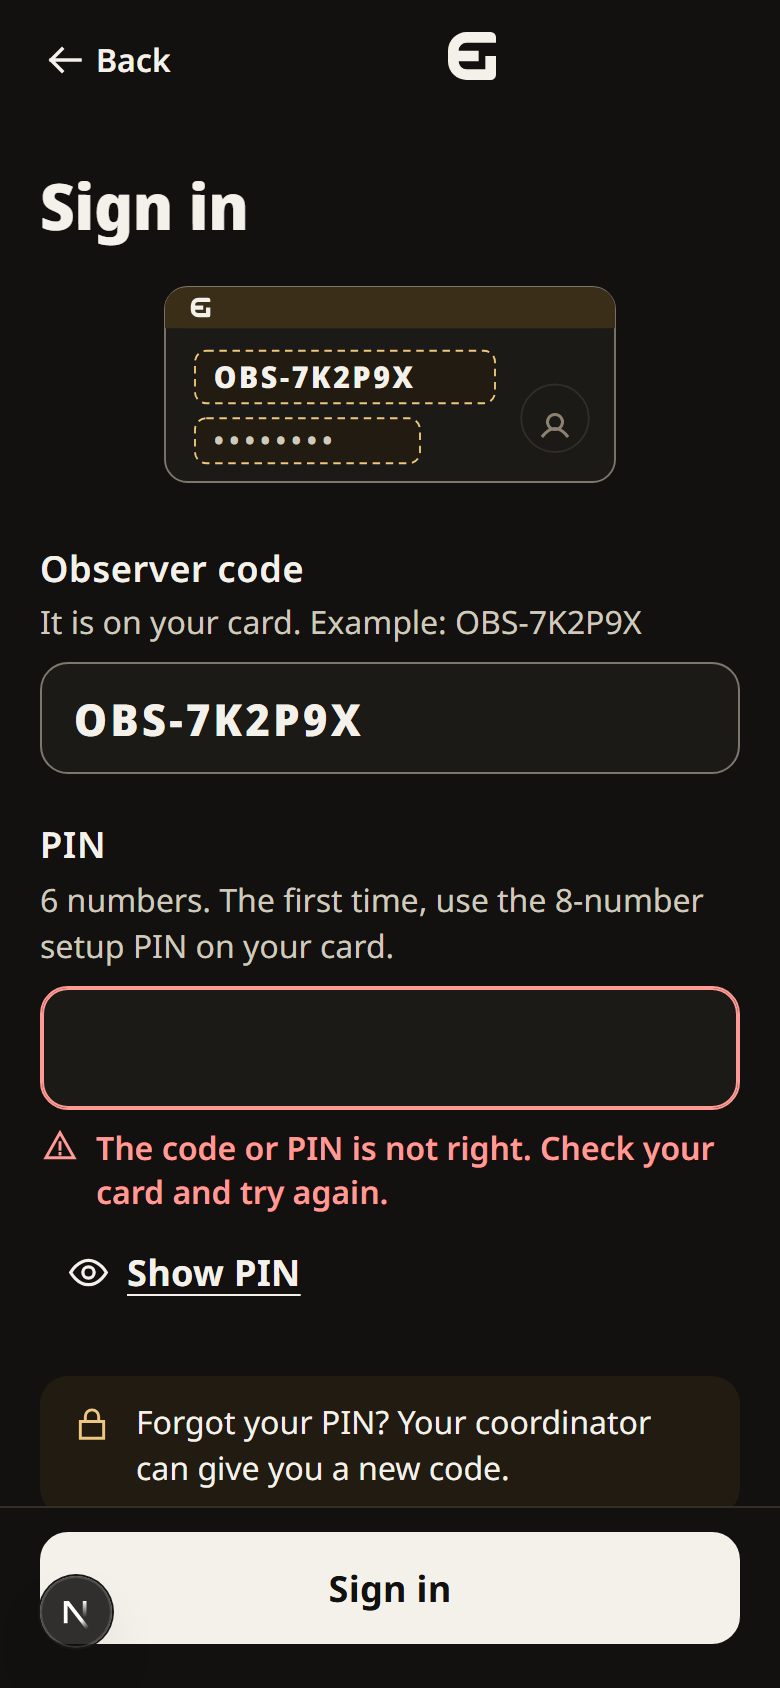 Back
Sign in
OBS-7K2P9X
••••••••
Observer code
It is on your card. Example: OBS-7K2P9X
OBS-7K2P9X
PIN
6 numbers. The first time, use the 8-number
setup PIN on your card.
The code or PIN is not right. Check your
card and try again.
Show PIN
Forgot your PIN? Your coordinator
can give you a new code.
Sign in
N